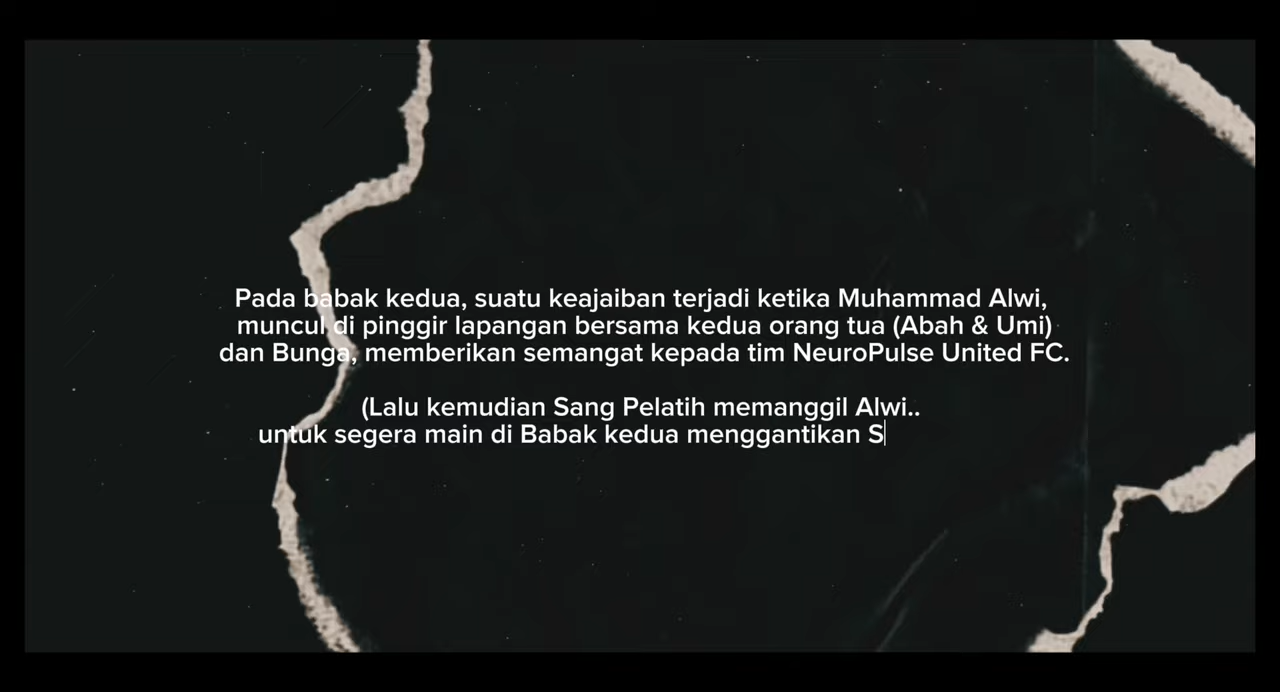 Pada babak kedua, suatu keajaiban terjadi ketika Muhammad Alwi,
muncul di pinggir lapangan bersama kedua orang tua (Abah & Umi)
dan Bunga, memberikan semangat kepada tim NeuroPulse United FC.
(Lalu kemudian Sang Pelatih memanggil Alwi..
untuk segera main di Babak kedua menggantikan S